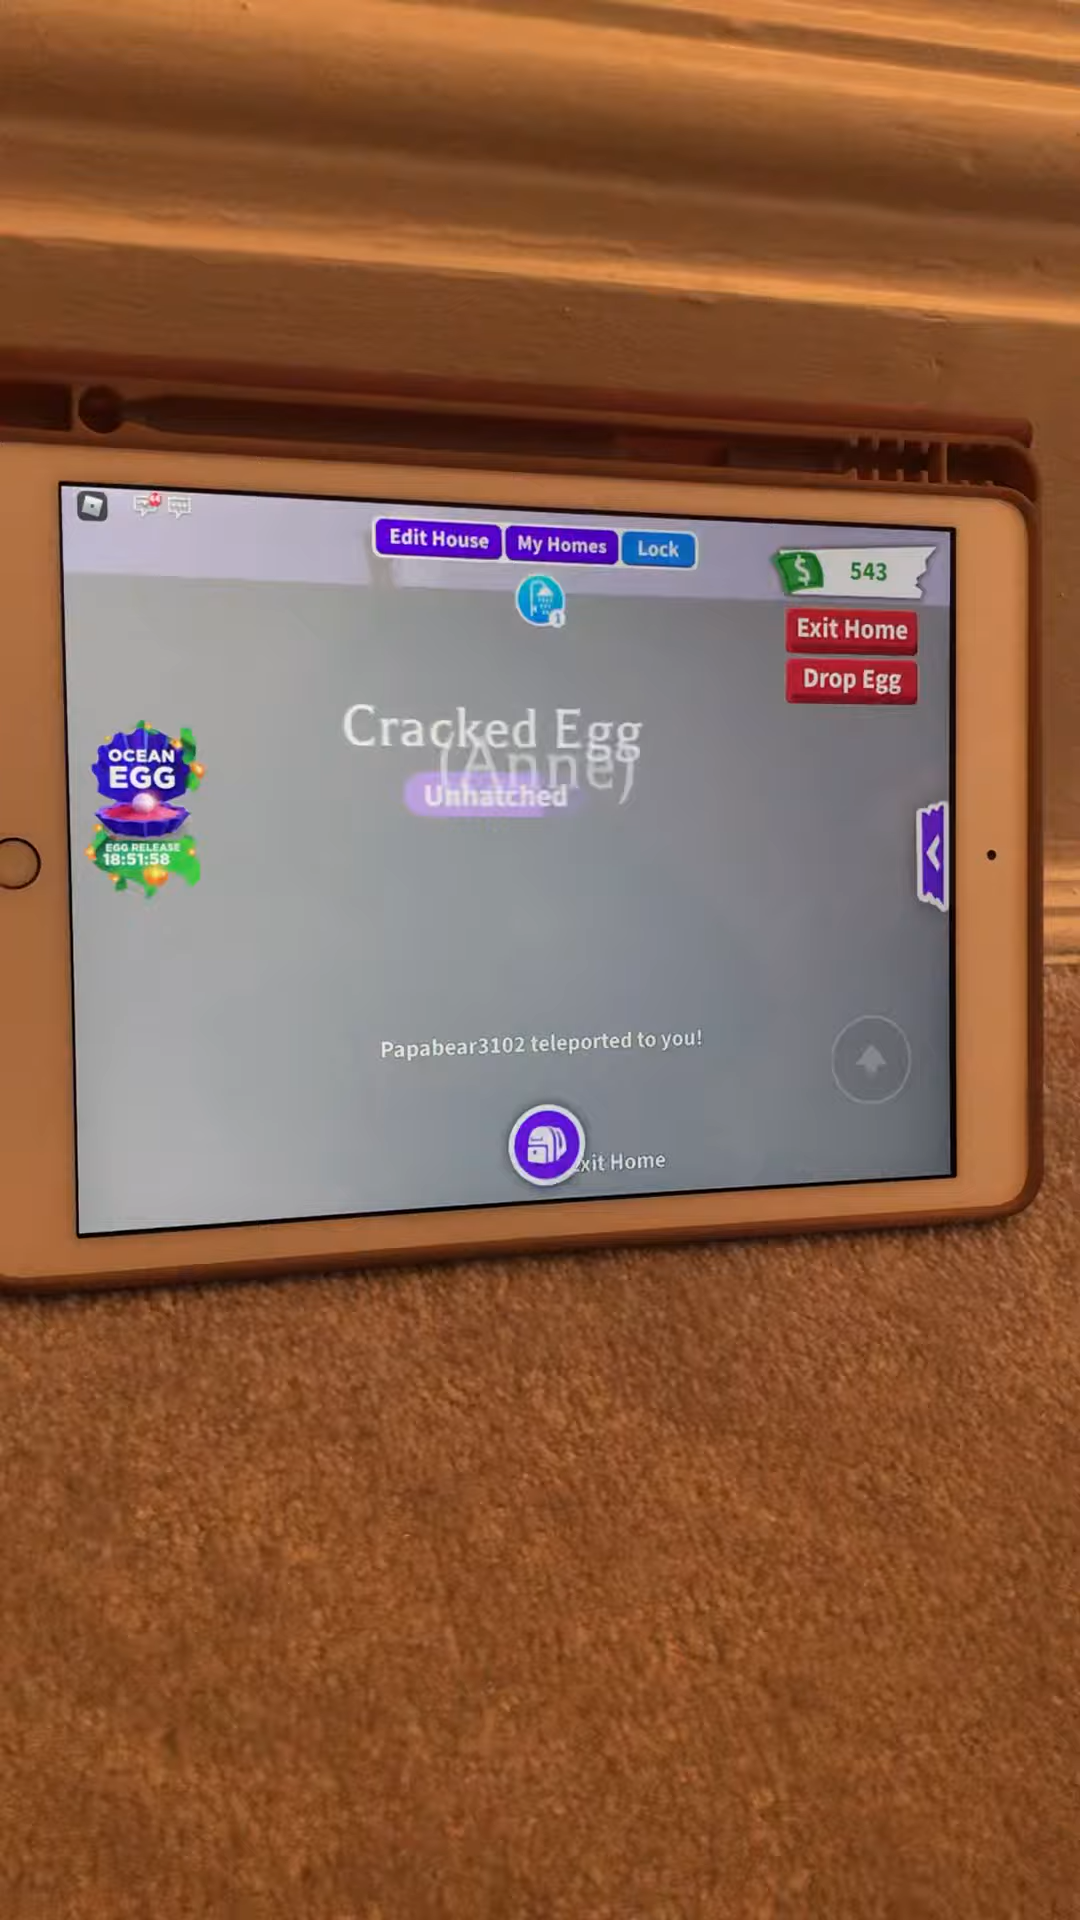 Edit House
My Homes
Lock
543
1
Exit Home
Drop Egg
Cracked Egg
(Anne)
Unhatched
OCEAN
EGG
EGG RELEASE
18:51:58
Papabear3102 teleported to you!
xit Home